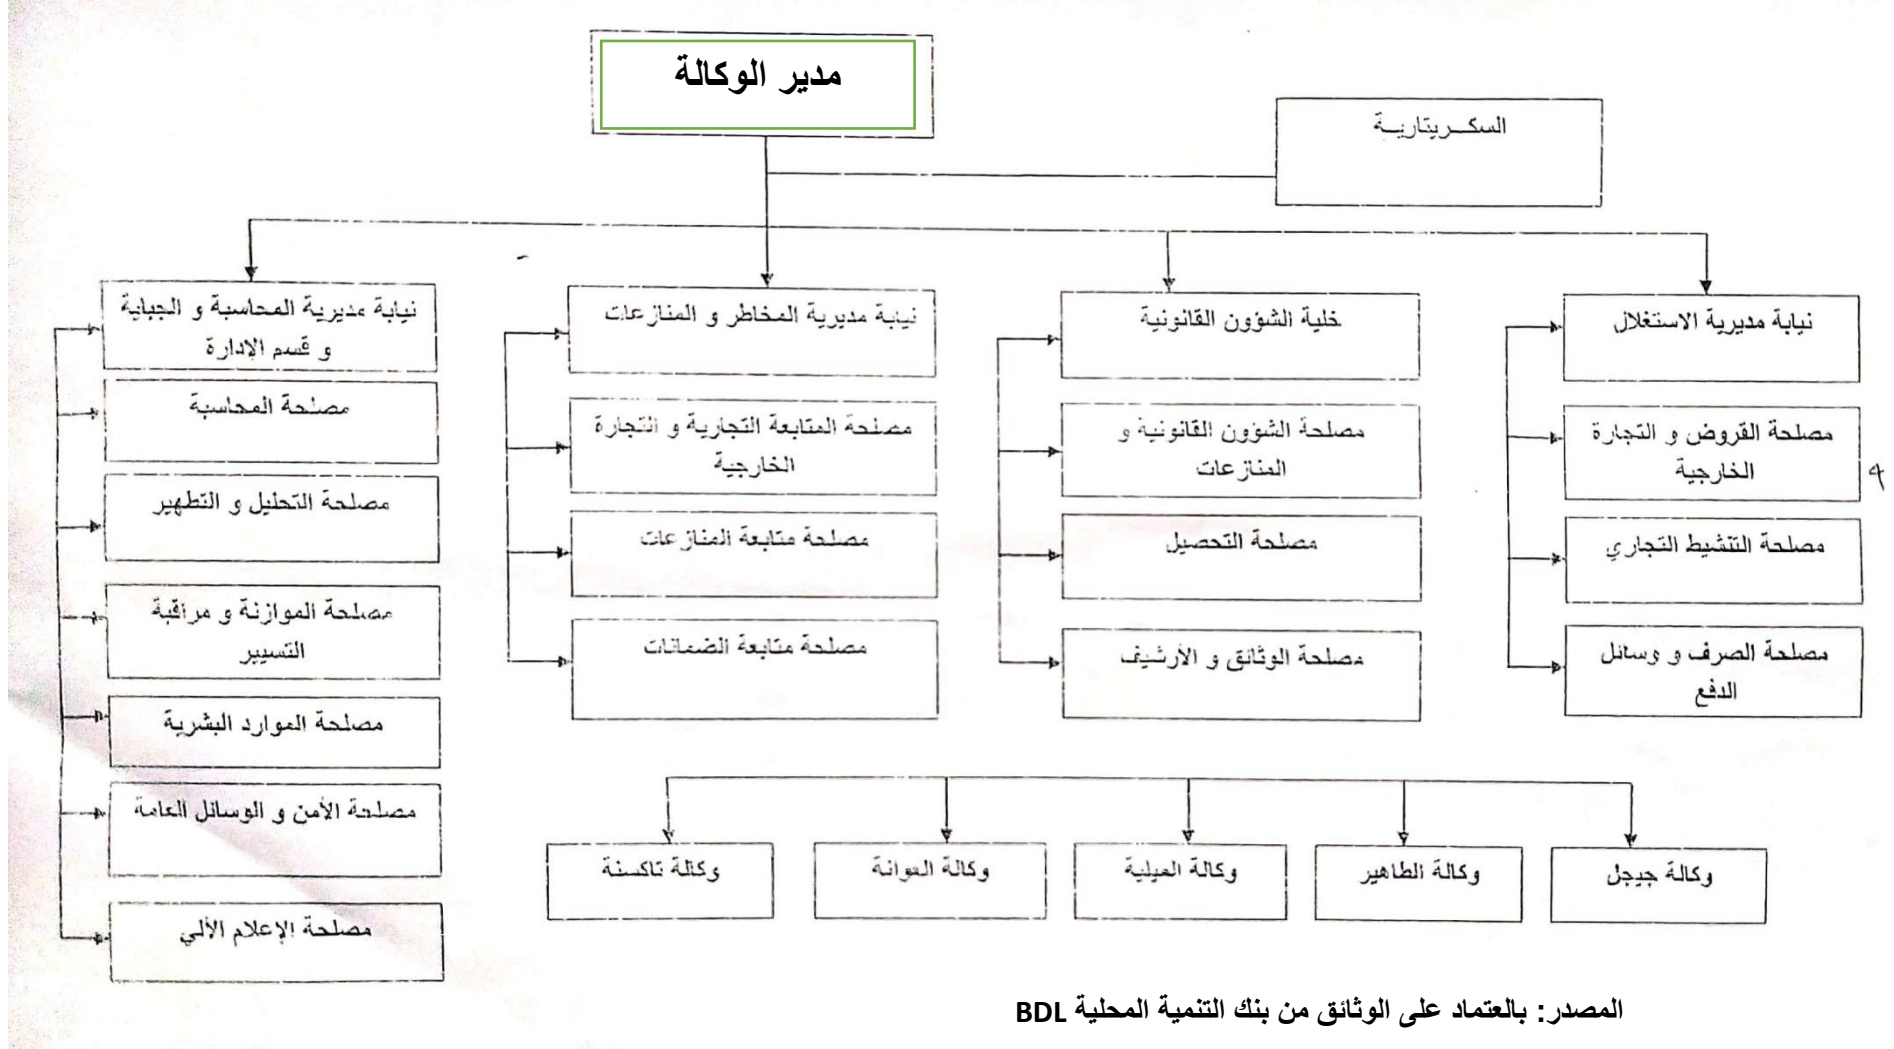 مدير الوكالة
السكـــريتاريـــة
نيابة مديرية الاستغلال
مصلحة القروض و التجارة
الخارجية
مصلحة التنشيط التجاري
مصلحة الصرف و وسائل
الدفع
خلية الشؤون القانونية
مصلحة الشؤون القانونية و
المنازعات
مصلحة التحصيل
مصلحة الوثائق و الأرشيف
نيابة مديرية المخاطر و المنازعات
مصلحة المتابعة التجارية و التجارة
الخارجية
مصلحة متابعة المنازعات
مصلحة متابعة الضمانات
نيابة مديرية المحاسبة و الجباية
و قسم الإدارة
مصلحة المحاسبة
مصلحة التحليل و التطهير
مصلحة الموازنة و مراقبة
التسيير
مصلحة الموارد البشرية
مصلحة الأمن و الوسائل العامة
مصلحة الإعلام الألي
وكالة جيجل
وكالة الطاهير
وكالة الميلية
وكالة العوانة
وكالة تاكسنة
المصدر: بالعتماد على الوثائق من بنك التنمية المحلية BDL